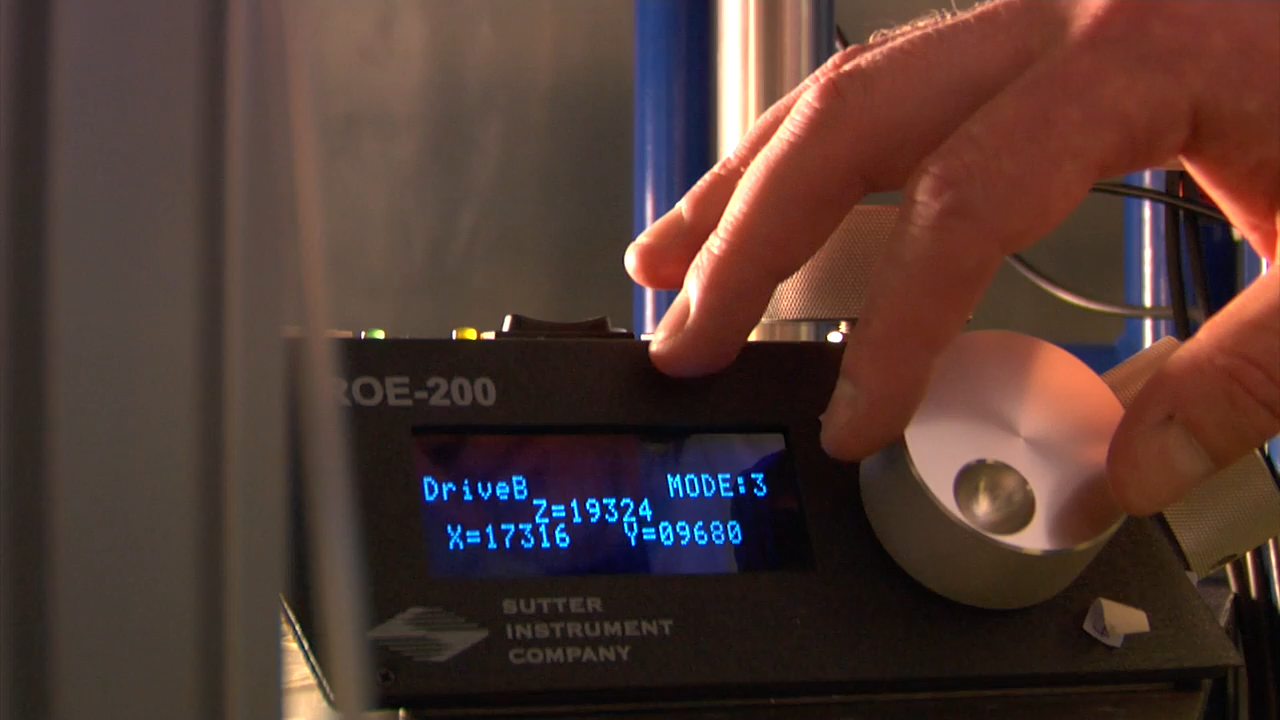 ROE-200
DriveB MODE:3
Z=19324
X=17316 Y=09680
SUTTER
INSTRUMENT
COMPANY